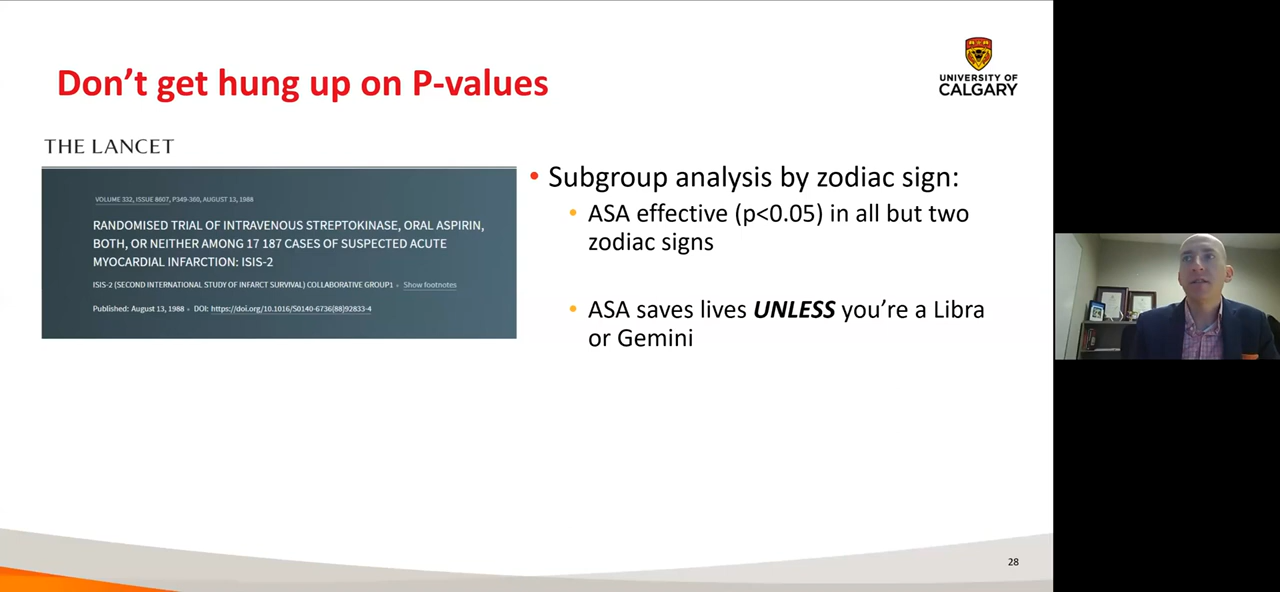 Don't get hung up on P-values
UNIVERSITY OF
CALGARY
THE LANCET
VOLUME 332, ISSUE 8607, P349-360, AUGUST 13, 1988
RANDOMISED TRIAL OF INTRAVENOUS STREPTOKINASE, ORAL ASPIRIN,
BOTH, OR NEITHER AMONG 17 187 CASES OF SUSPECTED ACUTE
MYOCARDIAL INFARCTION: ISIS-2
ISIS-2 (SECOND INTERNATIONAL STUDY OF INFARCT SURVIVAL) COLLABORATIVE GROUP1 • Show footnotes
Published: August 13, 1988 • DOI: https://doi.org/10.1016/S0140-6736(88)92833-4
• Subgroup analysis by zodiac sign:
• ASA effective (p<0.05) in all but two
zodiac signs
• ASA saves lives UNLESS you're a Libra
or Gemini
28